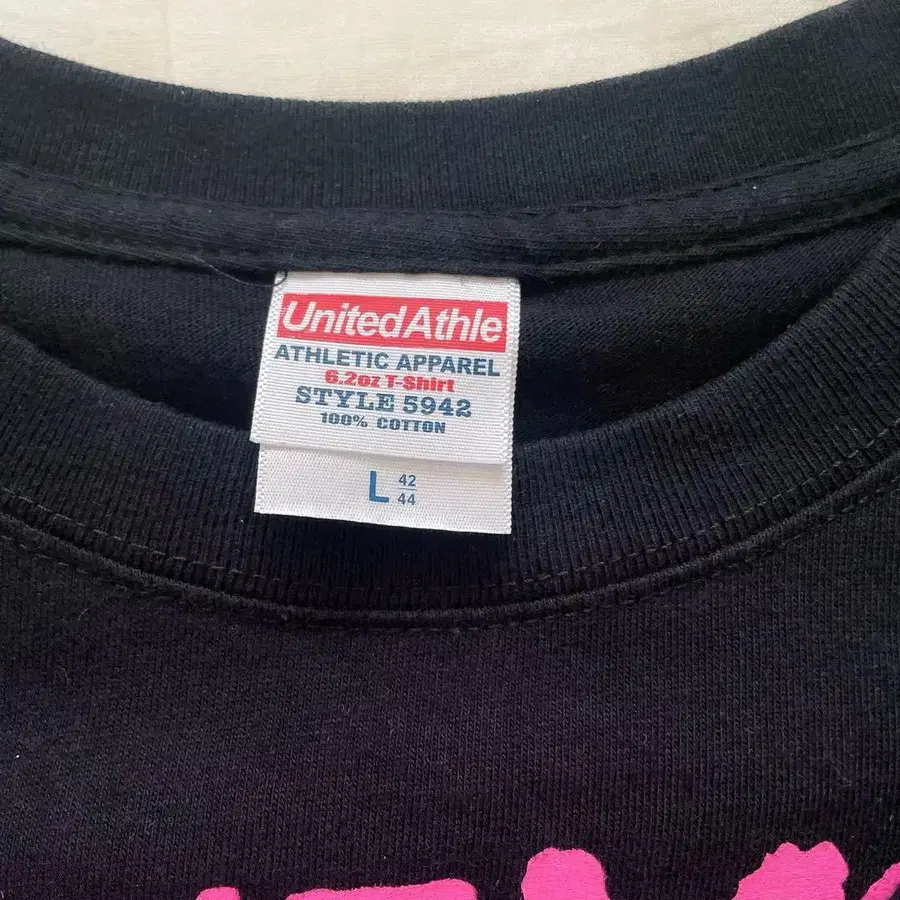 UnitedAthle
ATHLETIC APPAREL
6.2oz T-Shirt
STYLE 5942
100% COTTON
L 42/44